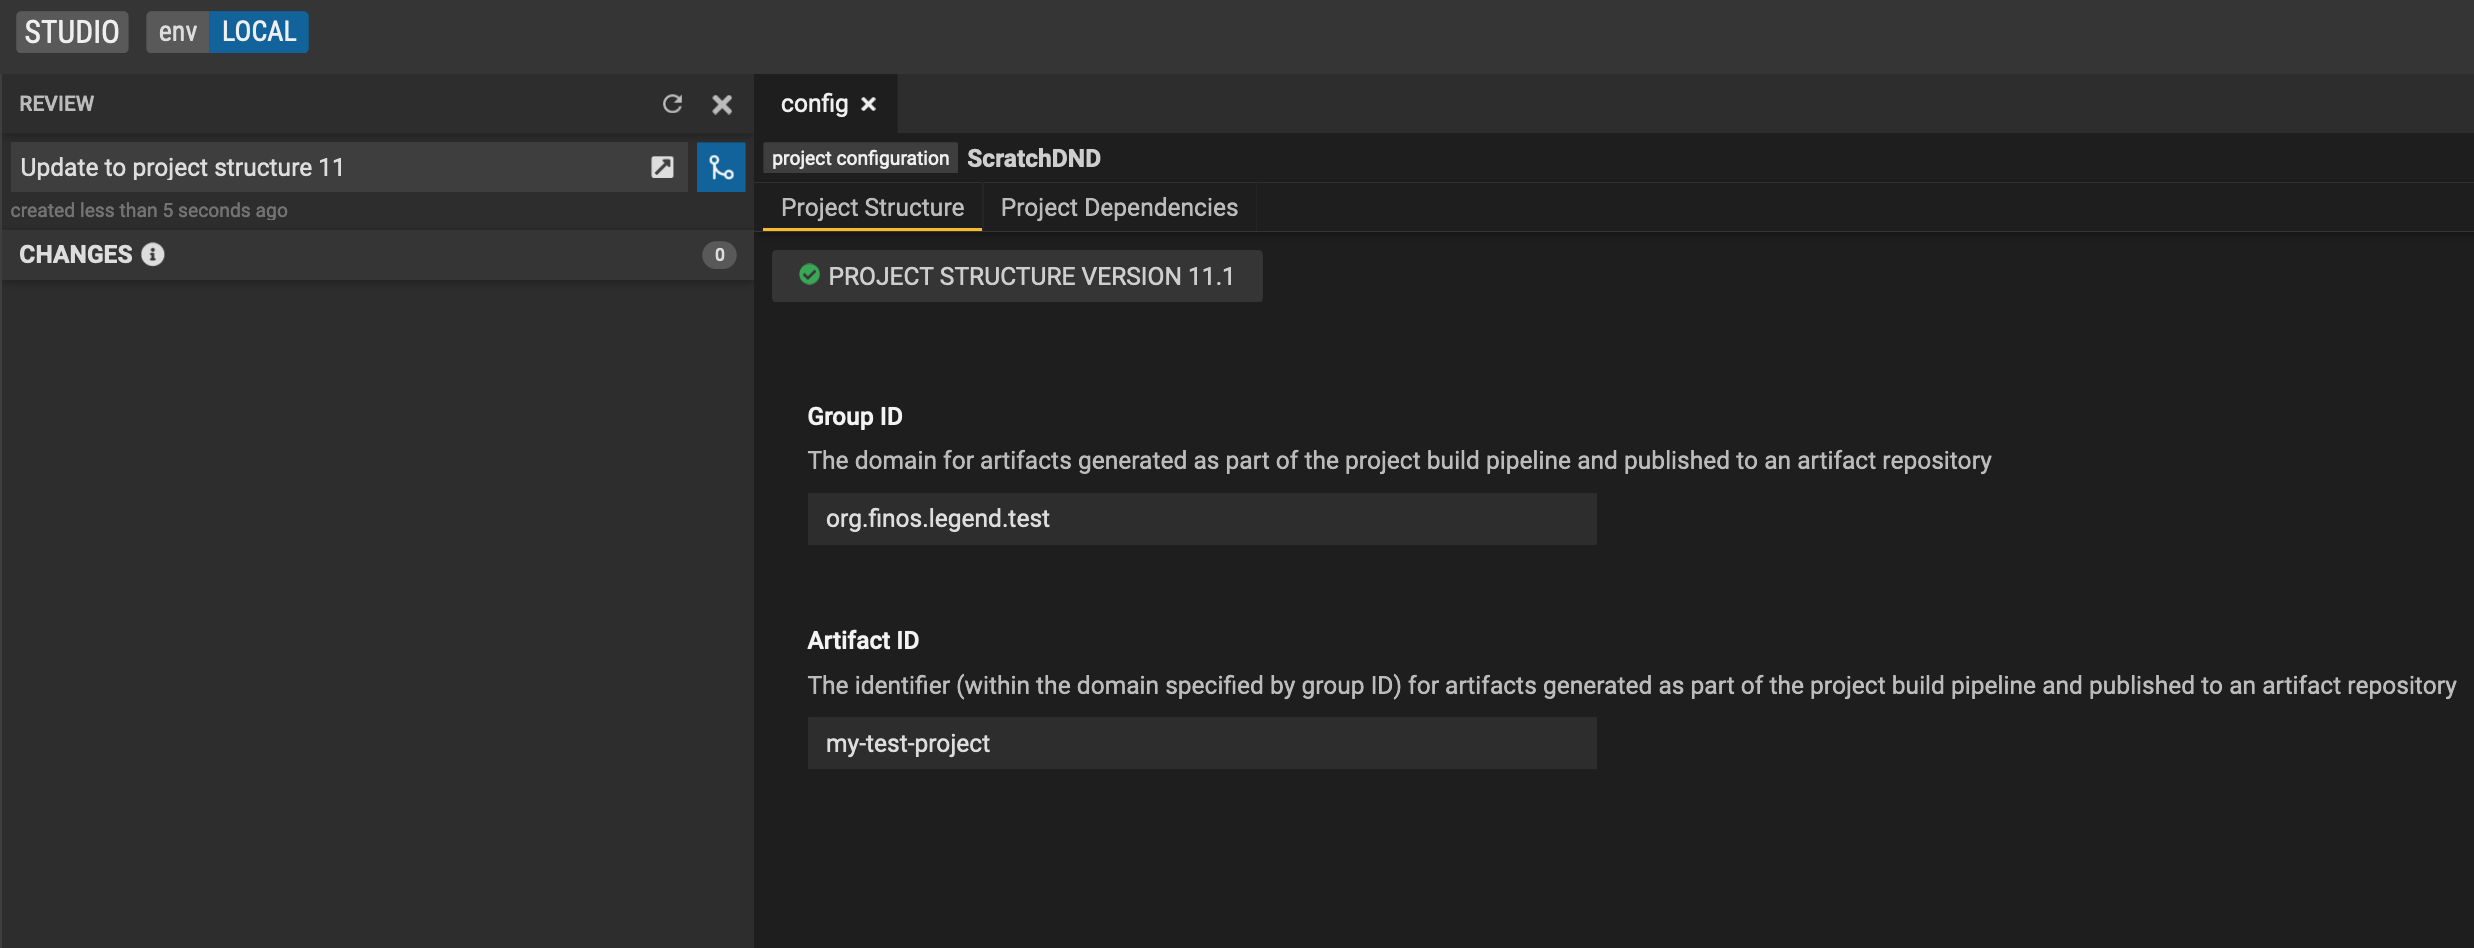 STUDIO env LOCAL
REVIEW
Update to project structure 11
created less than 5 seconds ago
CHANGES 0
config
project configuration ScratchDND
Project Structure Project Dependencies
PROJECT STRUCTURE VERSION 11.1
Group ID
The domain for artifacts generated as part of the project build pipeline and published to an artifact repository
org.finos.legend.test
Artifact ID
The identifier (within the domain specified by group ID) for artifacts generated as part of the project build pipeline and published to an artifact repository
my-test-project